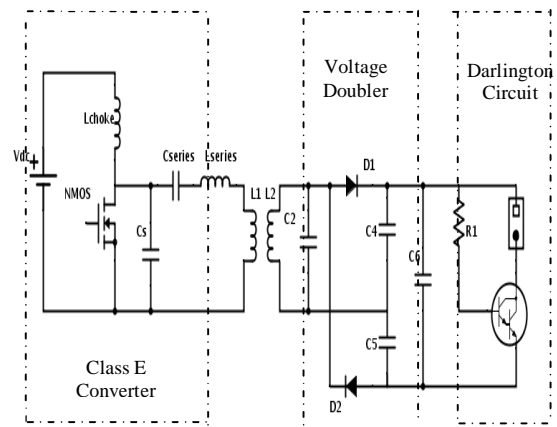 Voltage
Doubler
Darlington
Circuit
Lchoke
Cseries
Lseries
Vdc
+
NMOS
Cs
L1 L2
C2
D1
C4
C6
R1
C5
D2
Class E
Converter